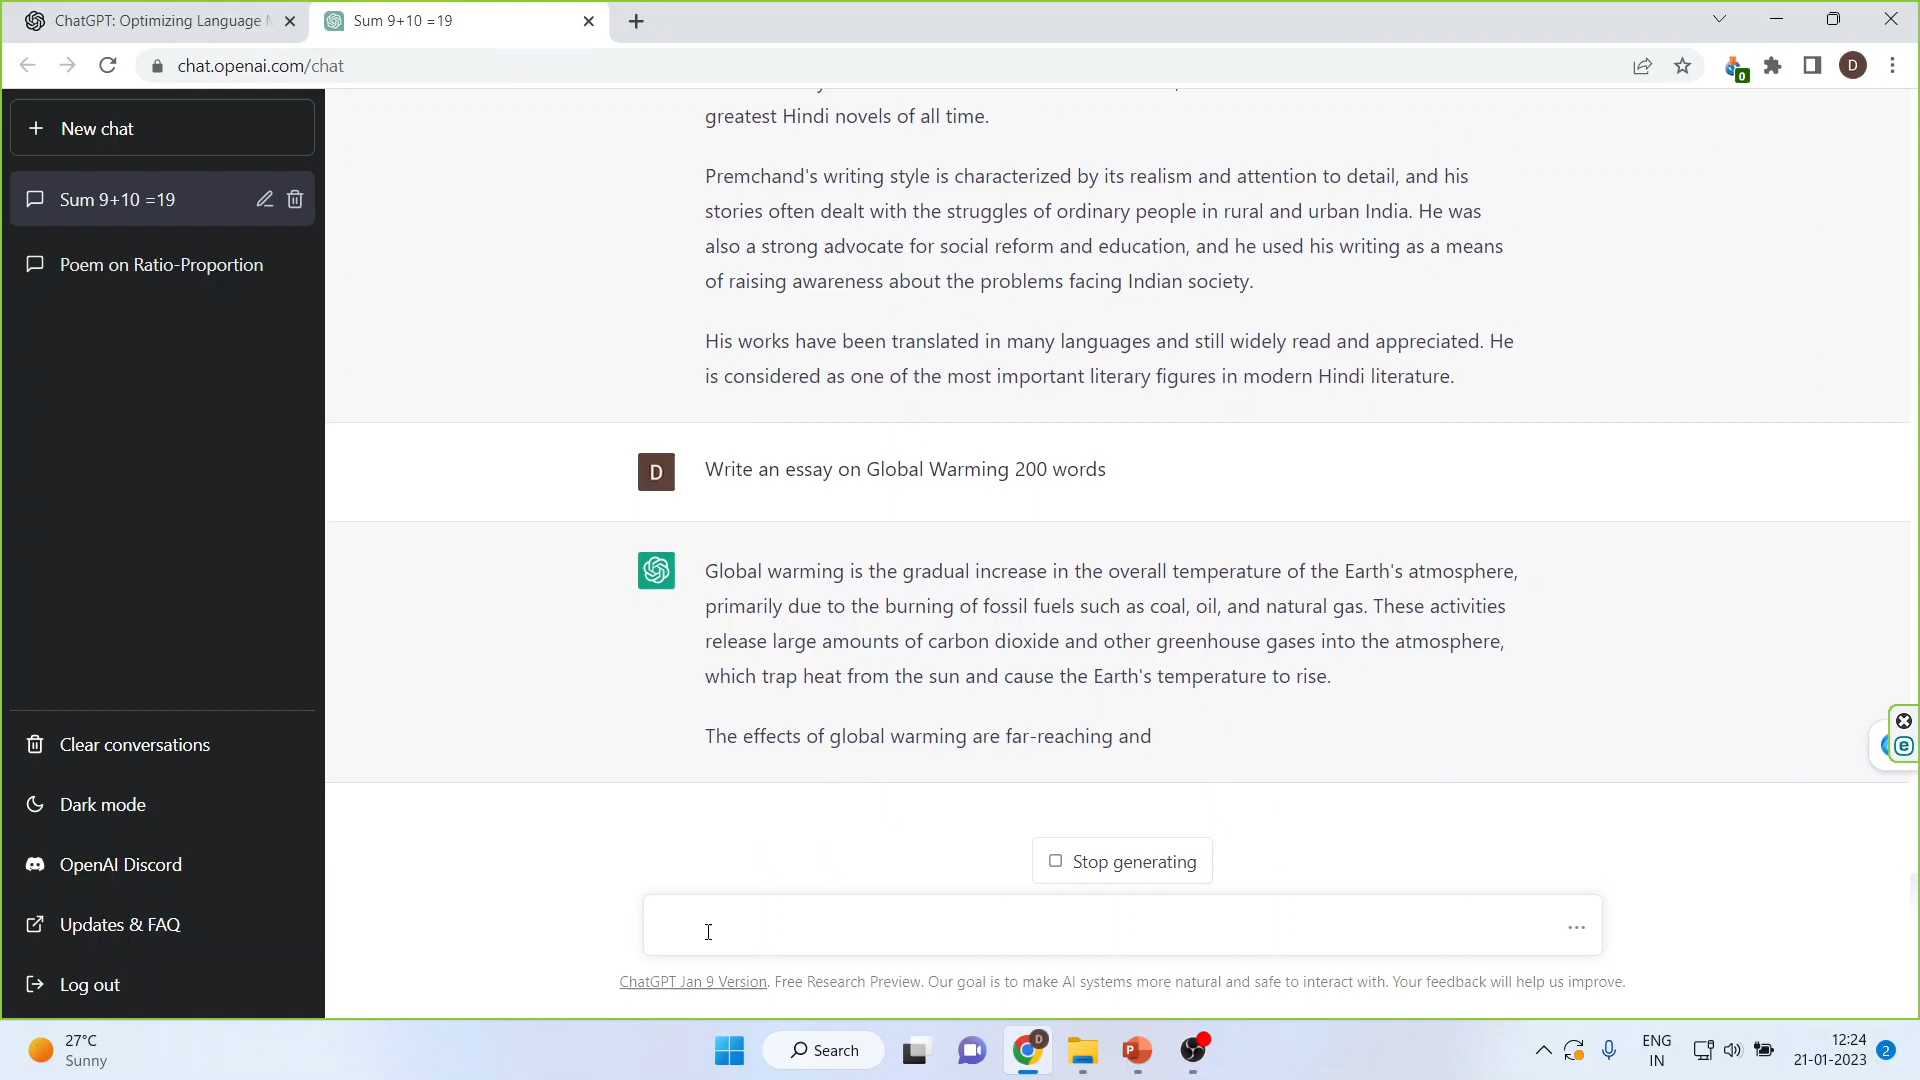 ChatGPT: Optimizing Language
Sum 9+10 =19
chat.openai.com/chat
0
D
New chat
Sum 9+10 =19
Poem on Ratio-Proportion
Clear conversations
Dark mode
OpenAI Discord
Updates & FAQ
Log out
greatest Hindi novels of all time.
Premchand's writing style is characterized by its realism and attention to detail, and his
stories often dealt with the struggles of ordinary people in rural and urban India. He was
also a strong advocate for social reform and education, and he used his writing as a means
of raising awareness about the problems facing Indian society.
His works have been translated in many languages and still widely read and appreciated. He
is considered as one of the most important literary figures in modern Hindi literature.
D
Write an essay on Global Warming 200 words
Global warming is the gradual increase in the overall temperature of the Earth's atmosphere,
primarily due to the burning of fossil fuels such as coal, oil, and natural gas. These activities
release large amounts of carbon dioxide and other greenhouse gases into the atmosphere,
which trap heat from the sun and cause the Earth's temperature to rise.
The effects of global warming are far-reaching and
Stop generating
ChatGPT Jan 9 Version. Free Research Preview. Our goal is to make AI systems more natural and safe to interact with. Your feedback will help us improve.
27°C
Sunny
Search
D
P
ENG
IN
12:24
21-01-2023
2